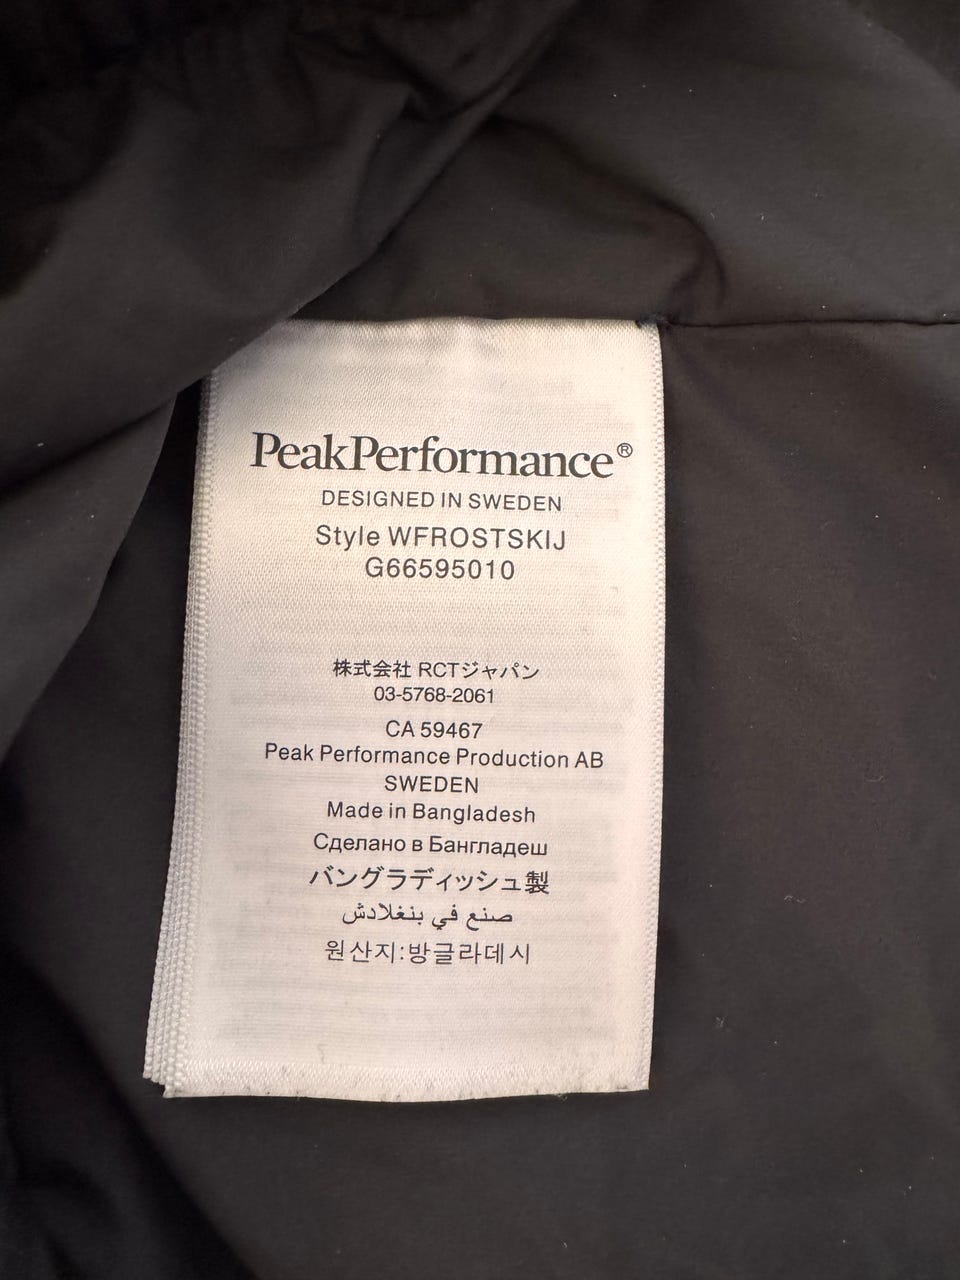 PeakPerformance®
DESIGNED IN SWEDEN
Style WFROSTSKIJ
G66595010
株式会社 RCTジャパン
03-5768-2061
CA 59467
Peak Performance Production AB
SWEDEN
Made in Bangladesh
Сделано в Бангладеш
バングラディッシュ製
صنع في بنغلادش
원산지:방글라데시